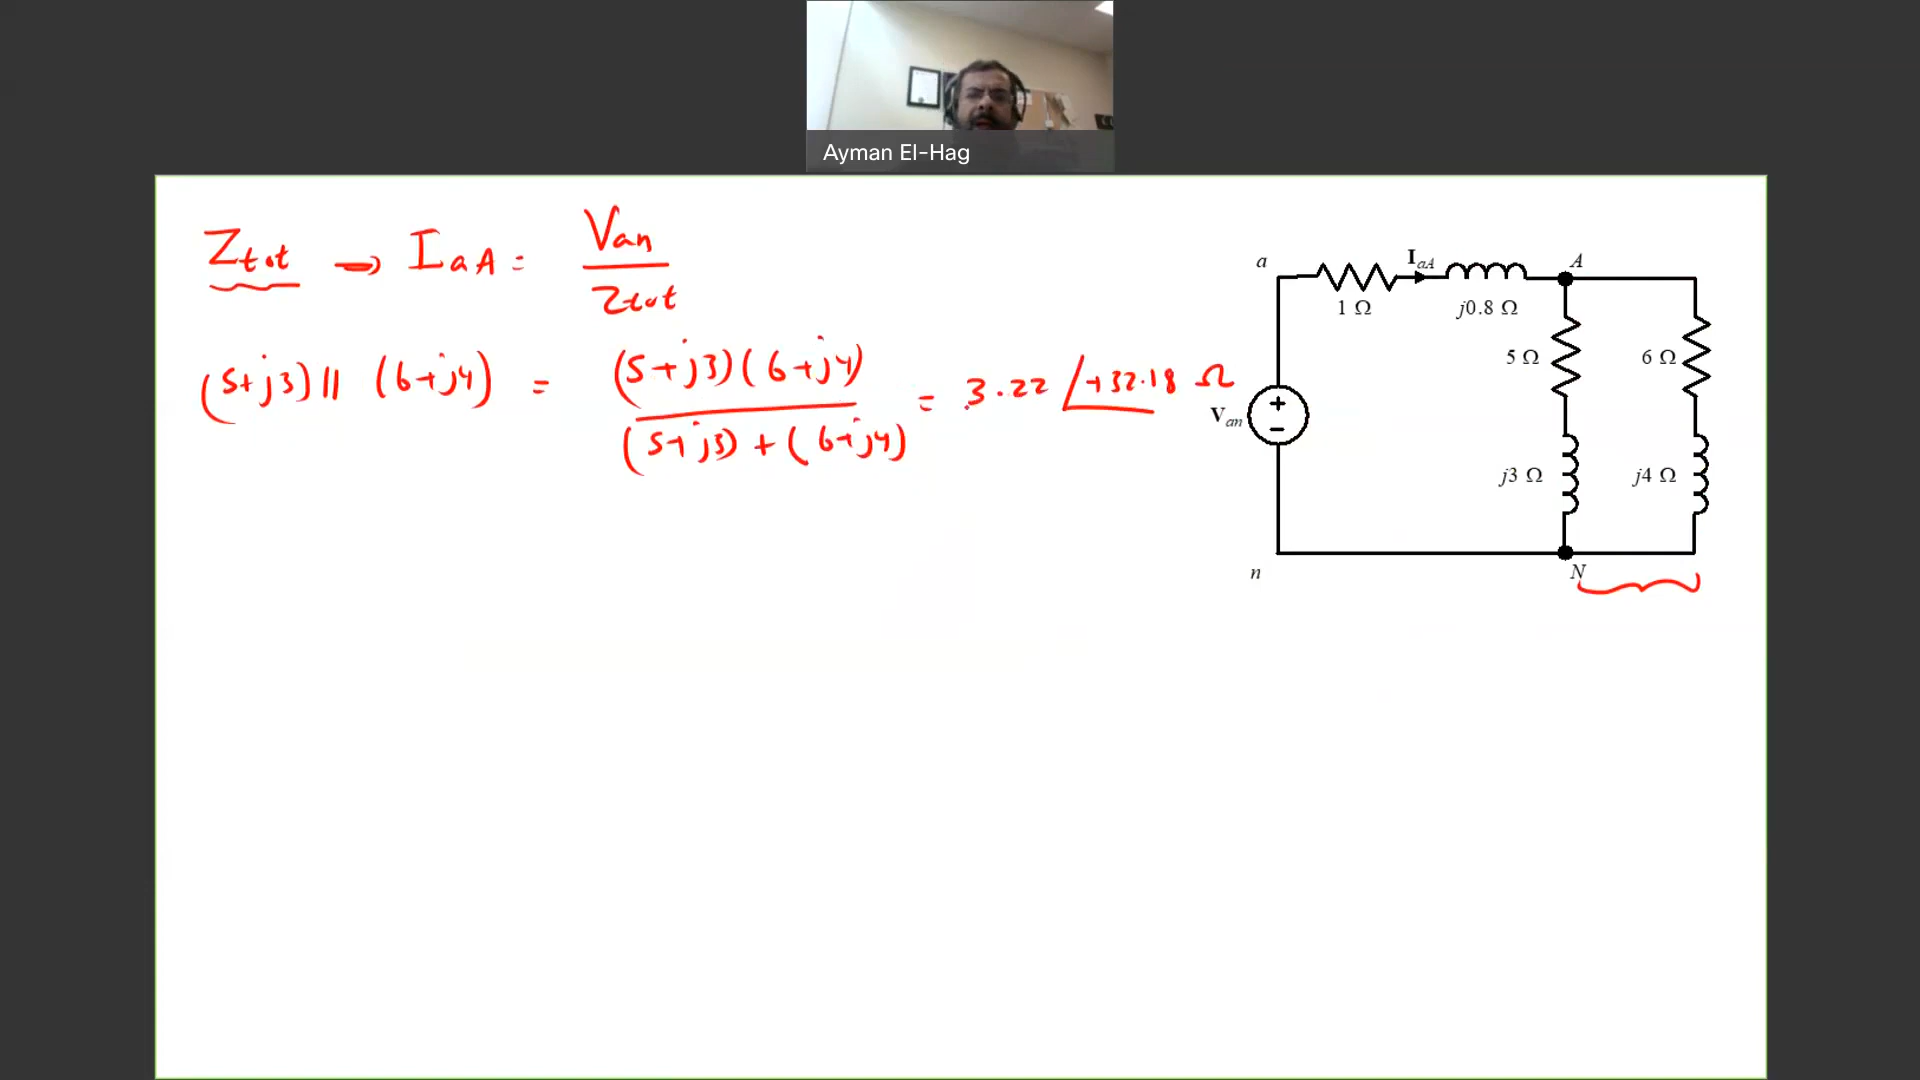 Ayman El-Hag
Ztot → IaA = Van / Ztot
(5+j3) || (6+j4) = (5+j3)(6+j4) / (5+j3) + (6+j4) = 3.22 ∠+32.18 Ω
a
IaA
A
1 Ω
j0.8 Ω
5 Ω
6 Ω
Van
+
−
j3 Ω
j4 Ω
n
N